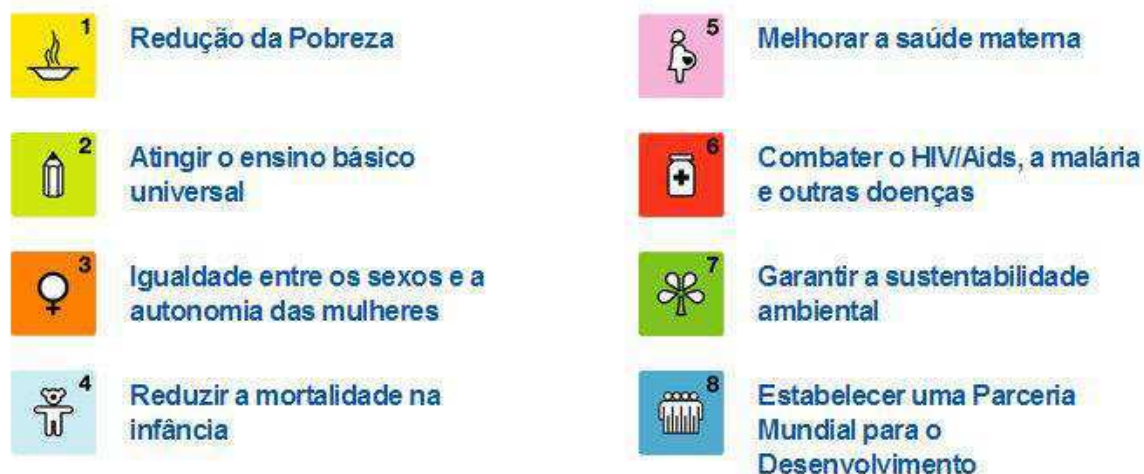 1
Redução da Pobreza
2
Atingir o ensino básico
universal
3
Igualdade entre os sexos e a
autonomia das mulheres
4
Reduzir a mortalidade na
infância
5
Melhorar a saúde materna
6
Combater o HIV/Aids, a malária
e outras doenças
7
Garantir a sustentabilidade
ambiental
8
Estabelecer uma Parceria
Mundial para o
Desenvolvimento